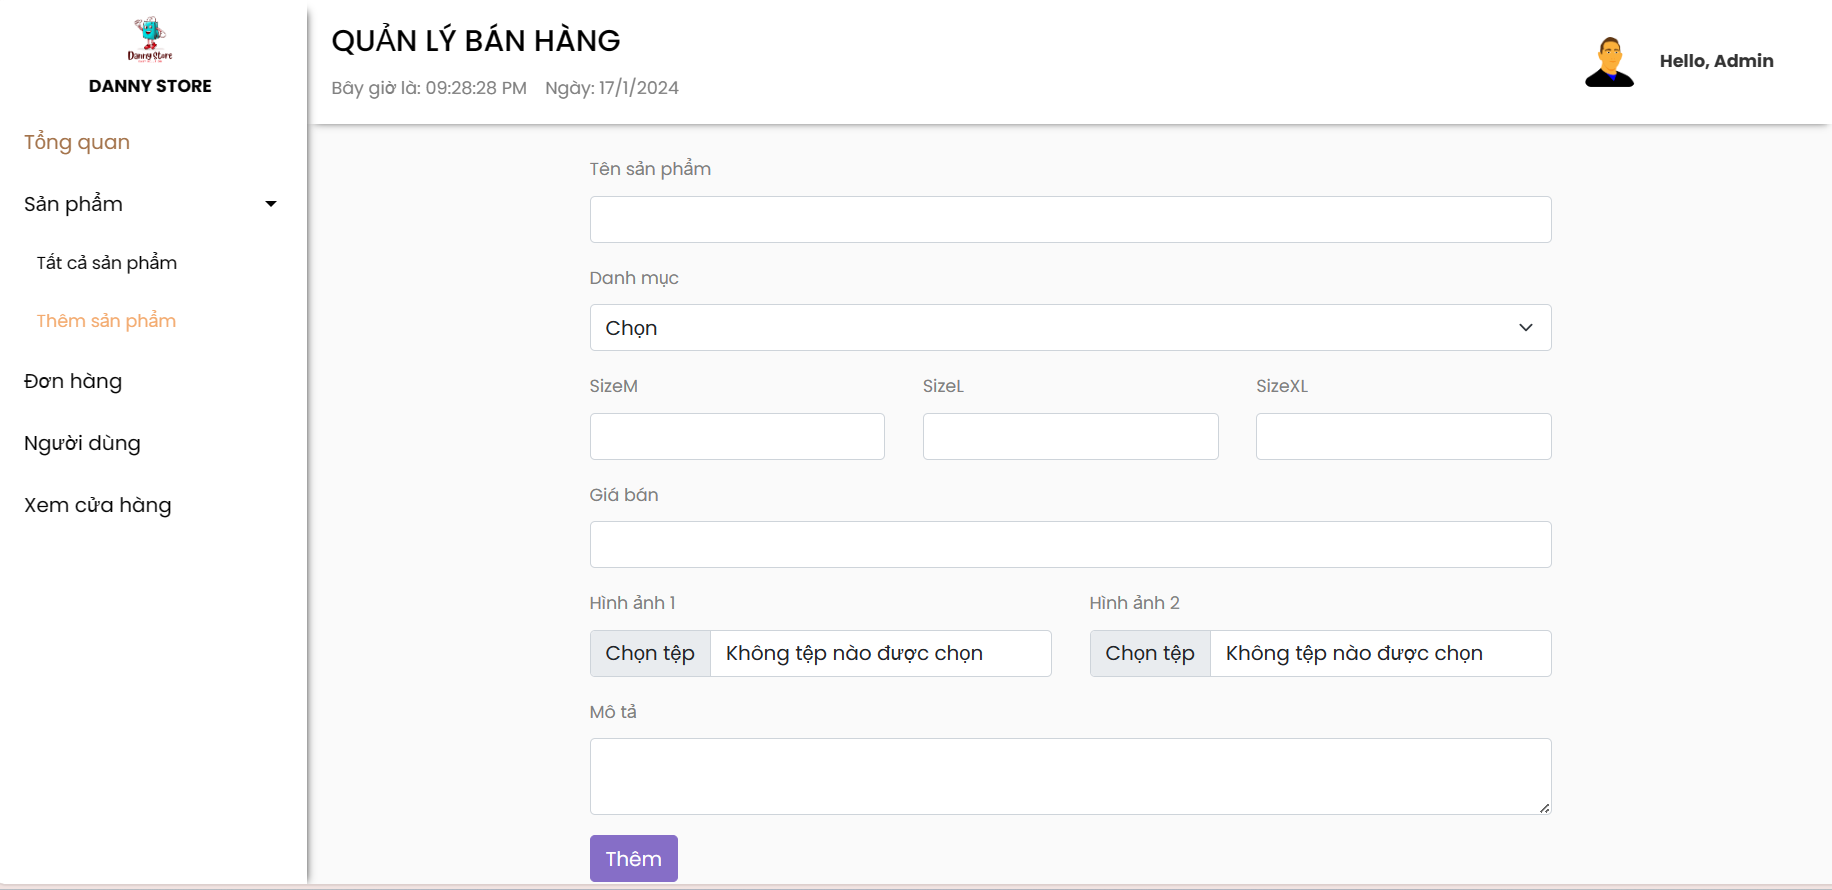 Danny Store
DANNY STORE
Tổng quan
Sản phẩm
Tất cả sản phẩm
Thêm sản phẩm
Đơn hàng
Người dùng
Xem cửa hàng
QUẢN LÝ BÁN HÀNG
Bây giờ là: 09:28:28 PM Ngày: 17/1/2024
Hello, Admin
Tên sản phẩm
Danh mục
Chọn
SizeM SizeL SizeXL
Giá bán
Hình ảnh 1 Hình ảnh 2
Chọn tệp Không tệp nào được chọn Chọn tệp Không tệp nào được chọn
Mô tả
Thêm